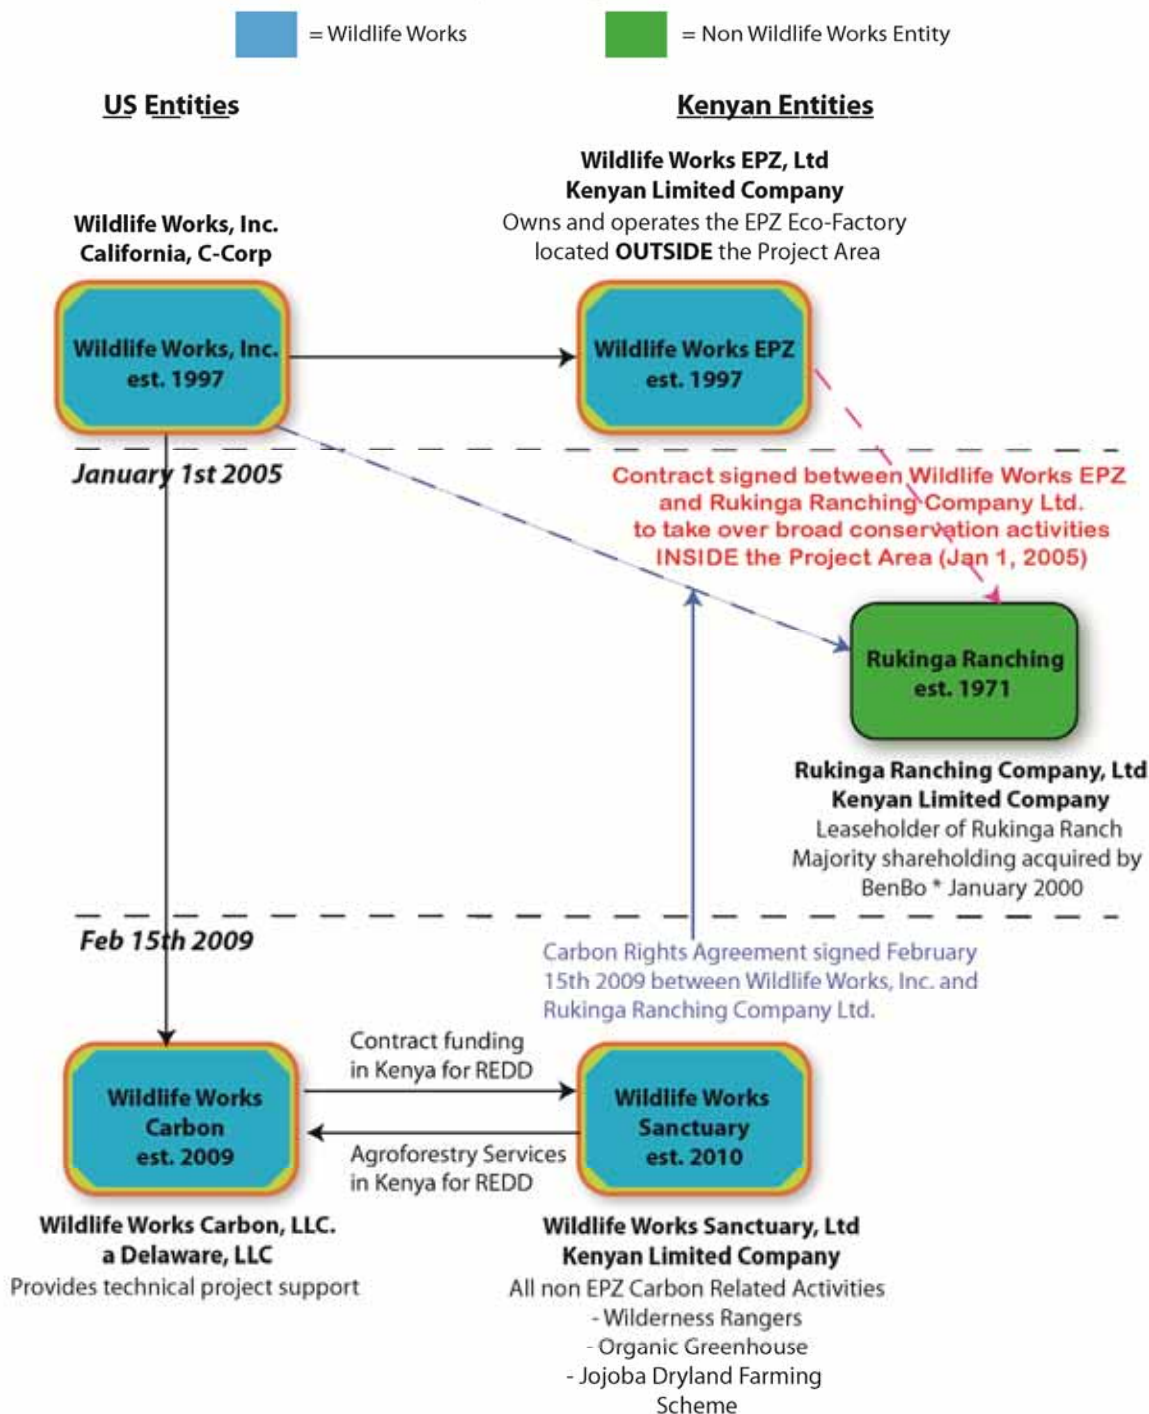 = Wildlife Works
= Non Wildlife Works Entity
US Entities
Kenyan Entities
Wildlife Works EPZ, Ltd
Kenyan Limited Company
Owns and operates the EPZ Eco-Factory
located OUTSIDE the Project Area
Wildlife Works, Inc.
California, C-Corp
Wildlife Works, Inc.
est. 1997
Wildlife Works EPZ
est. 1997
January 1st 2005
Contract signed between Wildlife Works EPZ
and Rukinga Ranching Company Ltd.
to take over broad conservation activities
INSIDE the Project Area (Jan 1, 2005)
Rukinga Ranching
est. 1971
Rukinga Ranching Company, Ltd
Kenyan Limited Company
Leaseholder of Rukinga Ranch
Majority shareholding acquired by
BenBo * January 2000
Feb 15th 2009
Carbon Rights Agreement signed February
15th 2009 between Wildlife Works, Inc. and
Rukinga Ranching Company Ltd.
Wildlife Works
Carbon
est. 2009
Contract funding
in Kenya for REDD
Agroforestry Services
in Kenya for REDD
Wildlife Works
Sanctuary
est. 2010
Wildlife Works Carbon, LLC.
a Delaware, LLC
Provides technical project support
Wildlife Works Sanctuary, Ltd
Kenyan Limited Company
All non EPZ Carbon Related Activities
- Wilderness Rangers
- Organic Greenhouse
- Jojoba Dryland Farming
Scheme